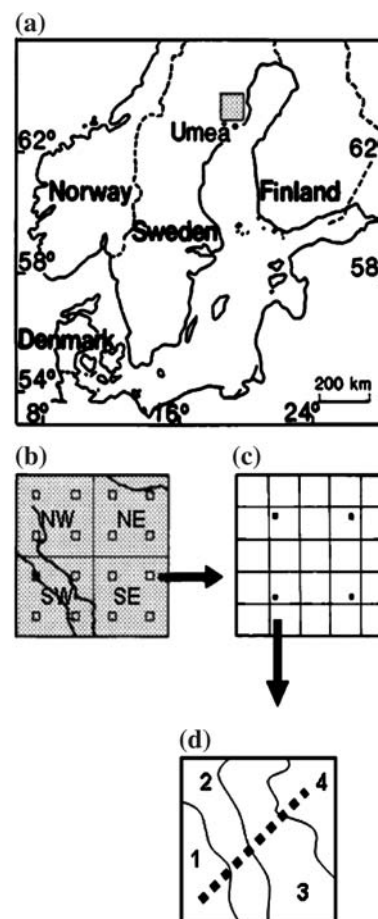 (a)
62° 62
Umeå
Norway Finland
Sweden
58° 58
Denmark
54° 200 km
8° 16 24°
(b) (c)
NW NE
SW SE
(d)
2 4
1 3